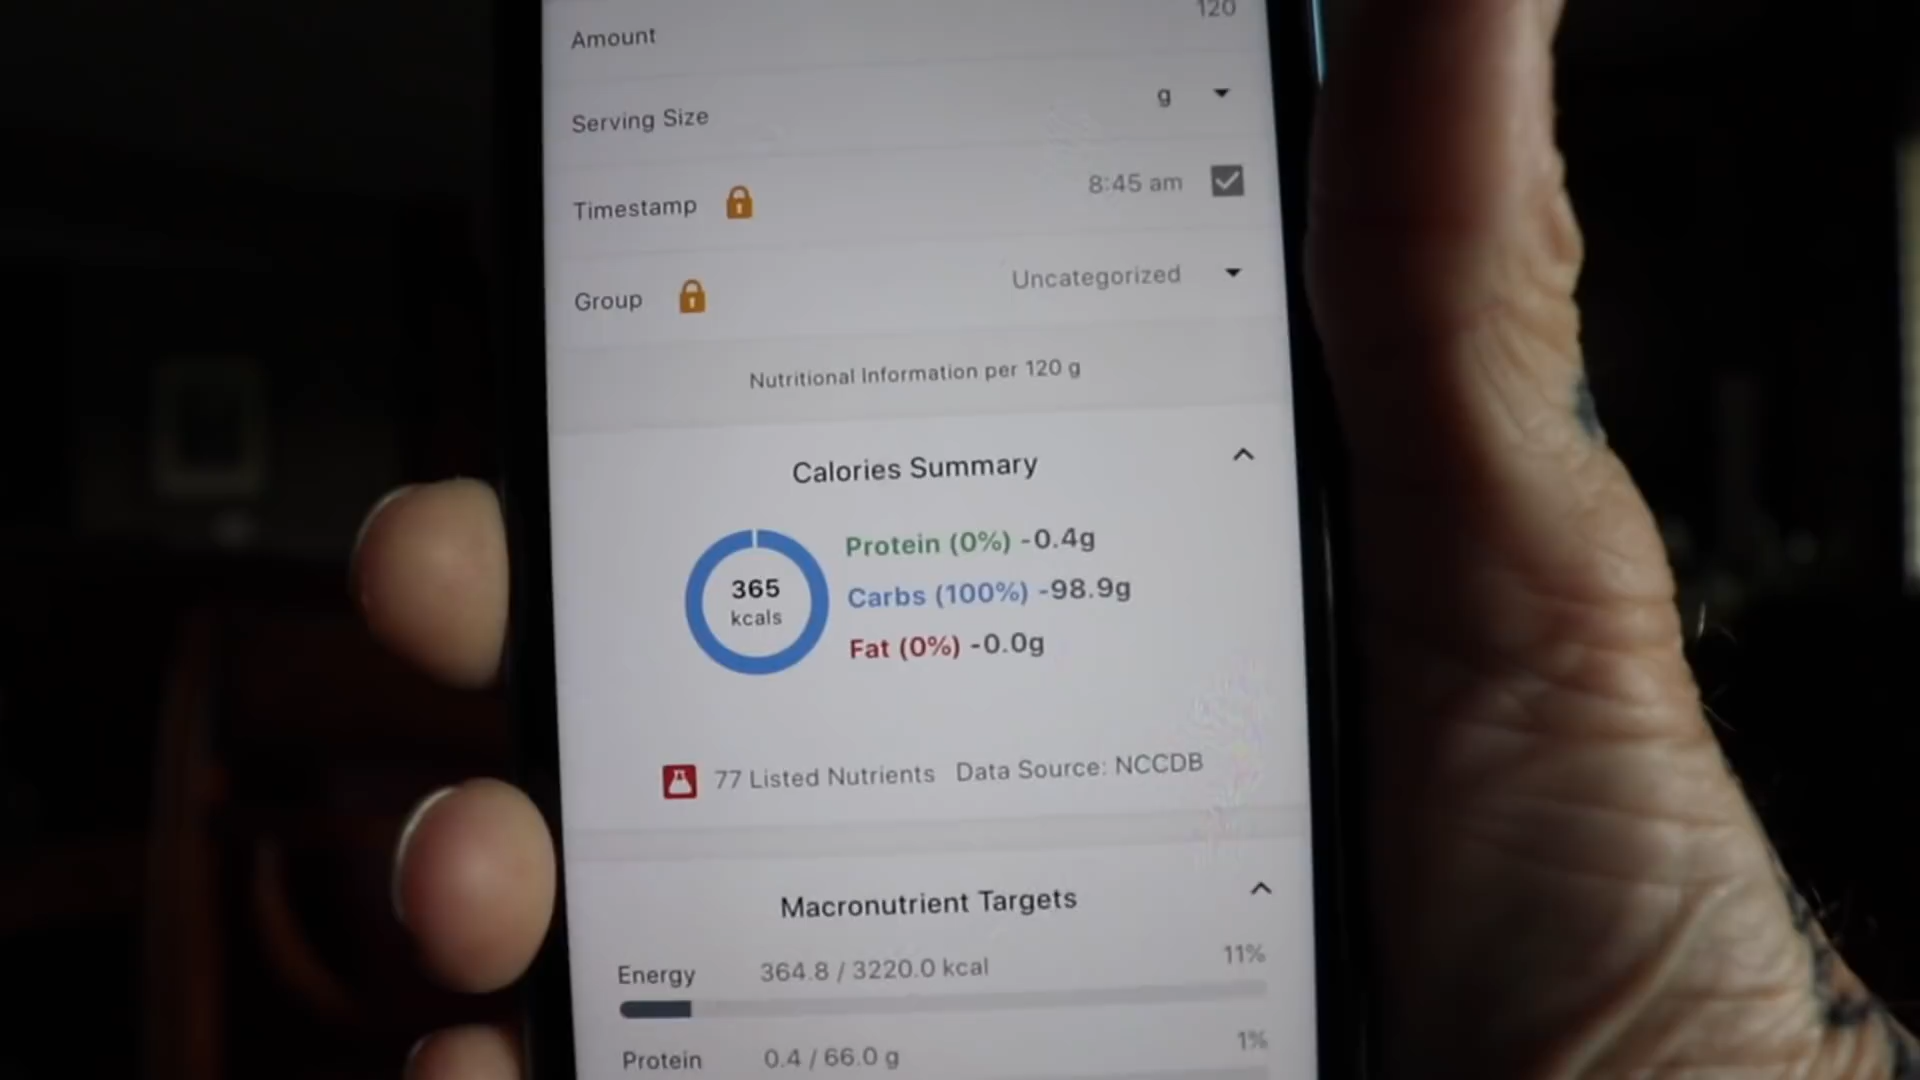 Amount 120
Serving Size g
Timestamp 8:45 am
Group Uncategorized
Nutritional Information per 120 g
Calories Summary
365
kcals
Protein (0%) -0.4g
Carbs (100%) -98.9g
Fat (0%) -0.0g
77 Listed Nutrients Data Source: NCCDB
Macronutrient Targets
Energy 364.8 / 3220.0 kcal 11%
Protein 0.4 / 66.0 g 1%